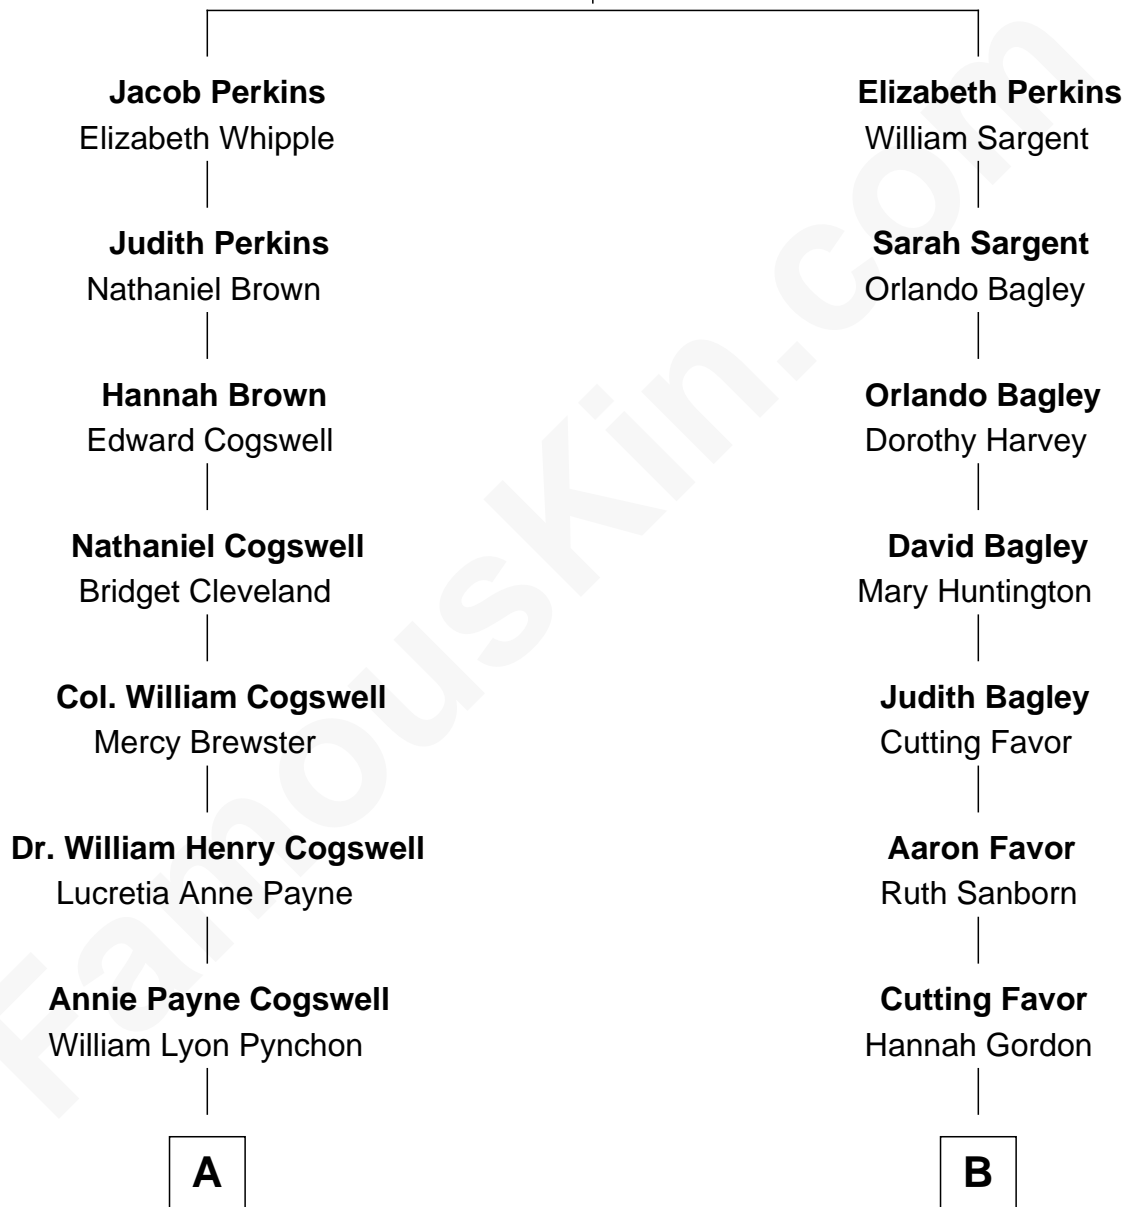 Jacob Perkins
Elizabeth Whipple
Judith Perkins
Nathaniel Brown
Hannah Brown
Edward Cogswell
Nathaniel Cogswell
Bridget Cleveland
Col. William Cogswell
Mercy Brewster
Dr. William Henry Cogswell
Lucretia Anne Payne
Annie Payne Cogswell
William Lyon Pynchon
A
Elizabeth Perkins
William Sargent
Sarah Sargent
Orlando Bagley
Orlando Bagley
Dorothy Harvey
David Bagley
Mary Huntington
Judith Bagley
Cutting Favor
Aaron Favor
Ruth Sanborn
Cutting Favor
Hannah Gordon
B
FamousKin.com